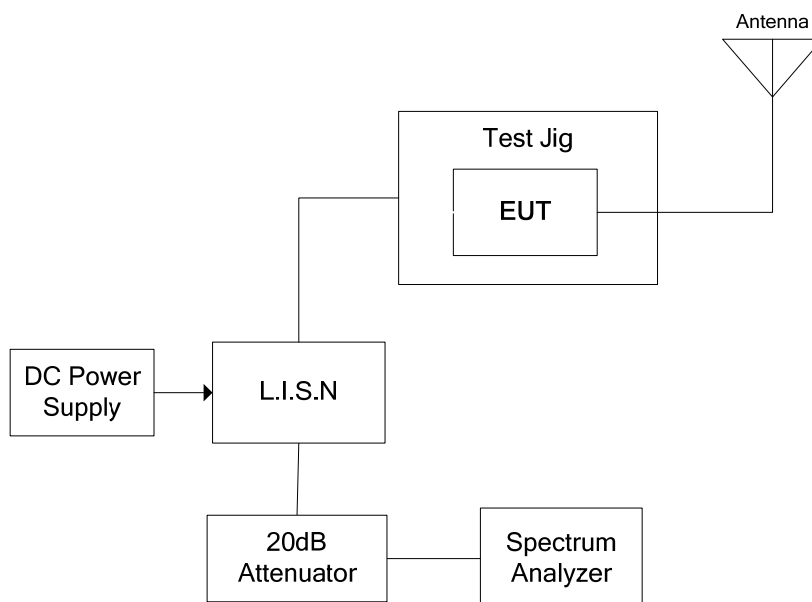 Antenna
Test Jig
EUT
DC Power
Supply
L.I.S.N
20dB
Attenuator
Spectrum
Analyzer